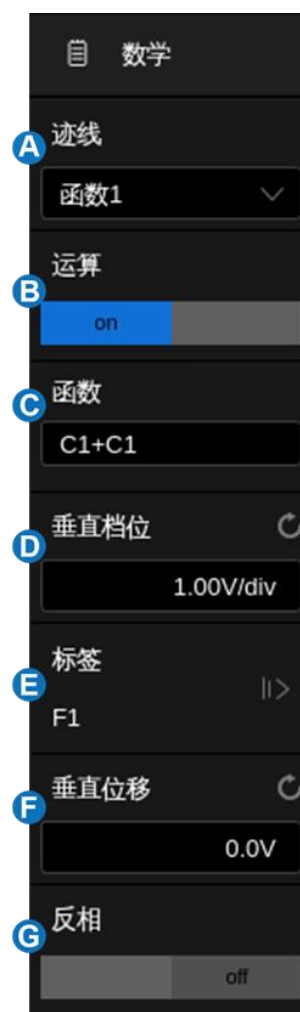 数学
A 迹线
函数1
B 运算
on
C 函数
C1+C1
D 垂直档位
1.00V/div
E 标签
F1
F 垂直位移
0.0V
G 反相
off